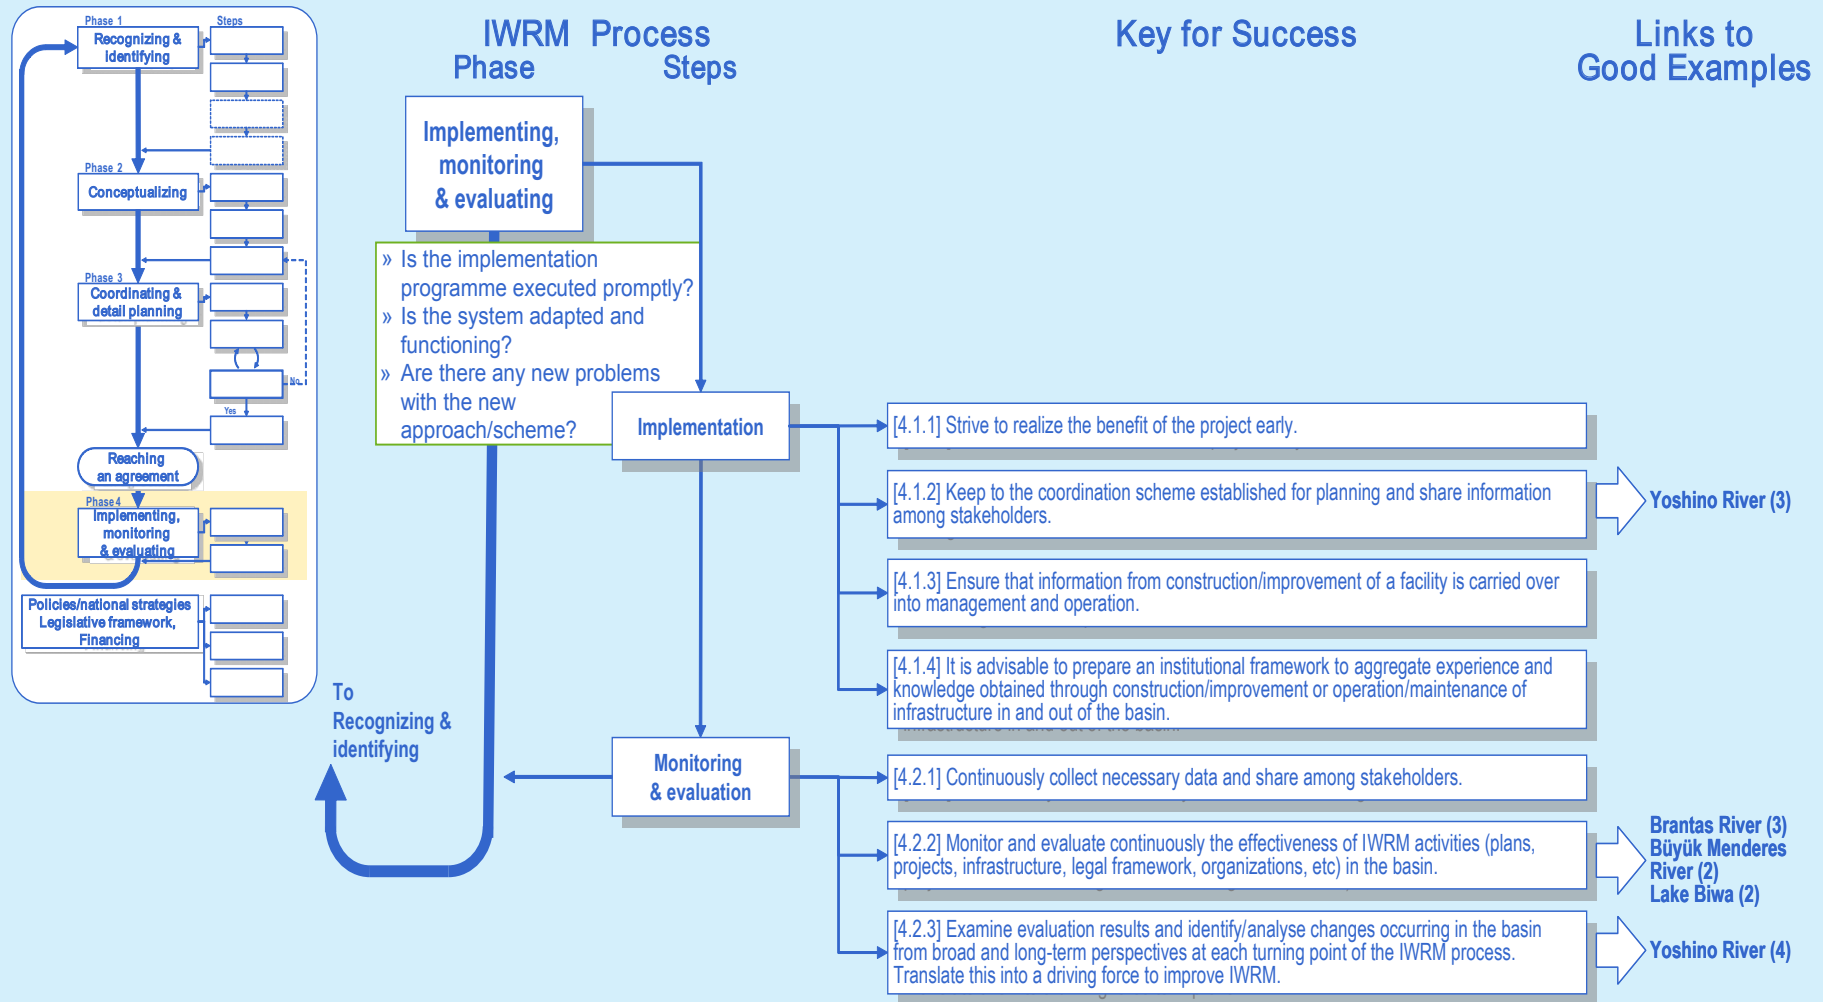 Phase 1
Steps
Recognizing &
identifying
Phase 2
Conceptualizing
Phase 3
Coordinating &
detail planning
No
Yes
Reaching
an agreement
Phase 4
Implementing,
monitoring
& evaluating
Policies/national strategies
Legislative framework,
Financing
IWRM Process
Phase
Steps
Key for Success
Links to
Good Examples
Implementing,
monitoring
& evaluating
» Is the implementation
programme executed promptly?
» Is the system adapted and
functioning?
» Are there any new problems
with the new
approach/scheme?
Implementation
[4.1.1] Strive to realize the benefit of the project early.
[4.1.2] Keep to the coordination scheme established for planning and share information
among stakeholders.
Yoshino River (3)
[4.1.3] Ensure that information from construction/improvement of a facility is carried over
into management and operation.
[4.1.4] It is advisable to prepare an institutional framework to aggregate experience and
knowledge obtained through construction/improvement or operation/maintenance of
infrastructure in and out of the basin.
To
Recognizing &
identifying
Monitoring
& evaluation
[4.2.1] Continuously collect necessary data and share among stakeholders.
[4.2.2] Monitor and evaluate continuously the effectiveness of IWRM activities (plans,
projects, infrastructure, legal framework, organizations, etc) in the basin.
Brantas River (3)
Büyük Menderes
River (2)
Lake Biwa (2)
[4.2.3] Examine evaluation results and identify/analyse changes occurring in the basin
from broad and long-term perspectives at each turning point of the IWRM process.
Translate this into a driving force to improve IWRM.
Yoshino River (4)